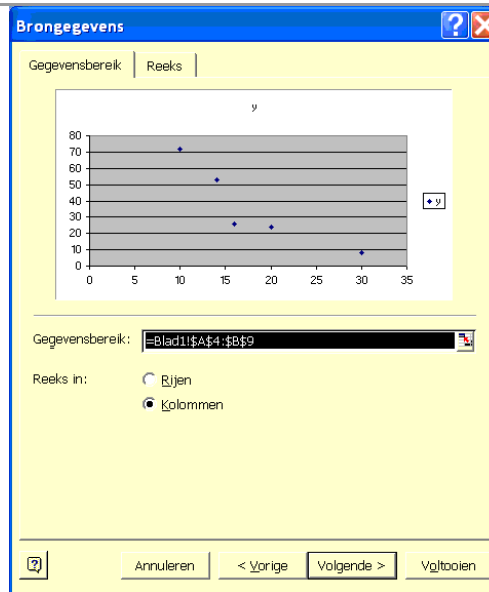 Brongegevens
Gegevensbereik Reeks
y
80
70
60
50
40
30
20
10
0
0 5 10 15 20 25 30 35
y
Gegevensbereik: =Blad1!$A$4:$B$9
Reeks in: Rijen
Kolommen
Annuleren < Vorige Volgende > Voltooien